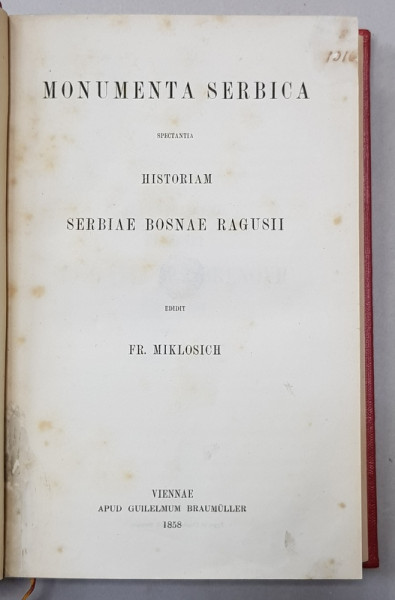 MONUMENTA SERBICA
SPECTANTIA
HISTORIAM
SERBIAE BOSNAE RAGUSII
EDIDIT
FR. MIKLOSICH
VIENNAE
APUD GUILELMUM BRAUMÜLLER
1858